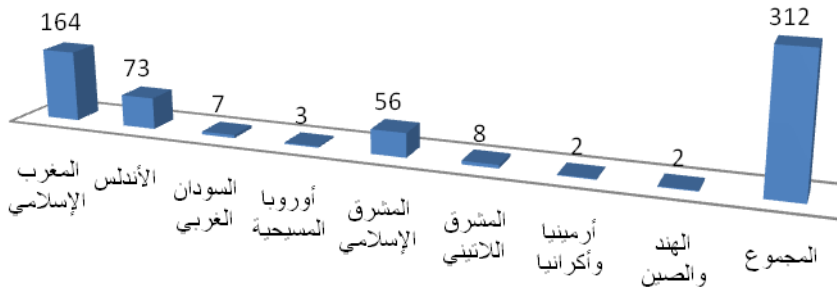 164
73
7
3
56
8
2
2
312
المغرب
الإسلامي
الأندلس
السودان
الغربي
أوروبا
المسيحية
المشرق
الإسلامي
المشرق
اللاتيني
أرمينيا
وأكرانيا
الهند
والصين
المجموع